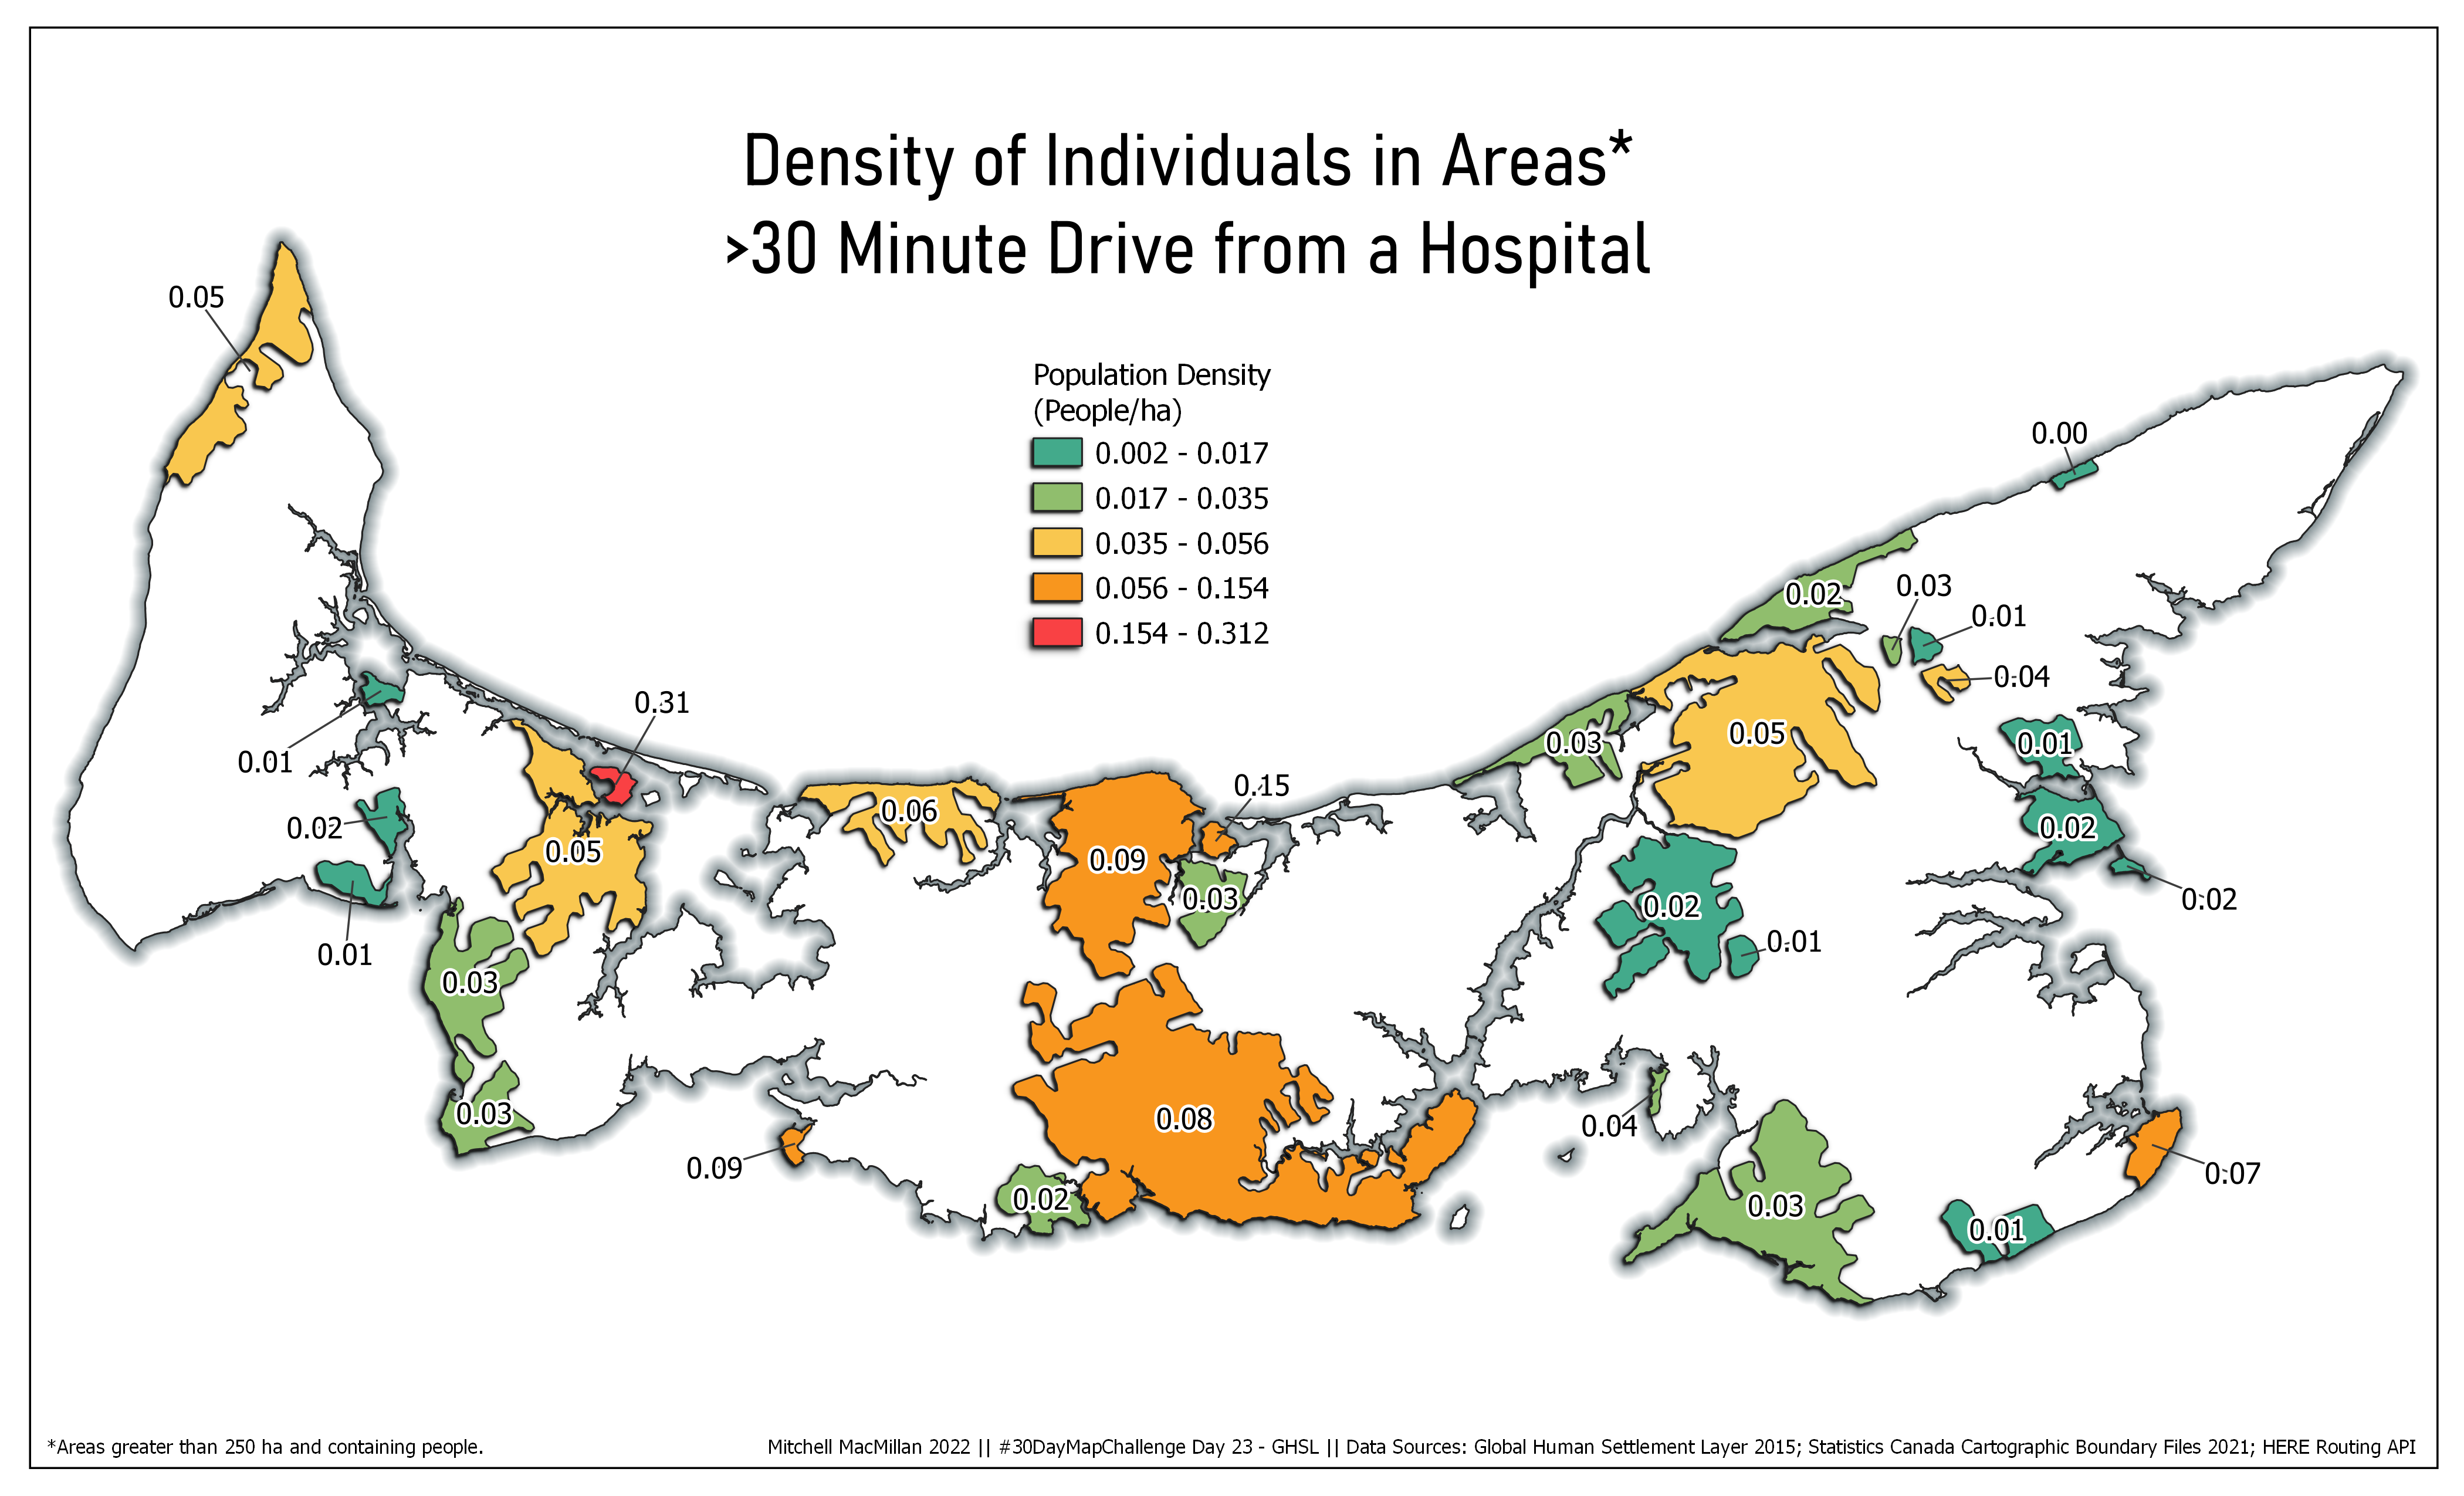 Density of Individuals in Areas*
>30 Minute Drive from a Hospital
0.05
Population Density
(People/ha)
0.002 - 0.017
0.017 - 0.035
0.035 - 0.056
0.056 - 0.154
0.154 - 0.312
0.00
0.02
0.03
0.01
0.04
0.31
0.01
0.03
0.05
0.01
0.15
0.06
0.02
0.05
0.09
0.02
0.03
0.02
0.02
0.01
0.01
0.03
0.03
0.08
0.04
0.09
0.07
0.02
0.03
0.01
*Areas greater than 250 ha and containing people.
Mitchell MacMillan 2022 || #30DayMapChallenge Day 23 - GHSL || Data Sources: Global Human Settlement Layer 2015; Statistics Canada Cartographic Boundary Files 2021; HERE Routing API